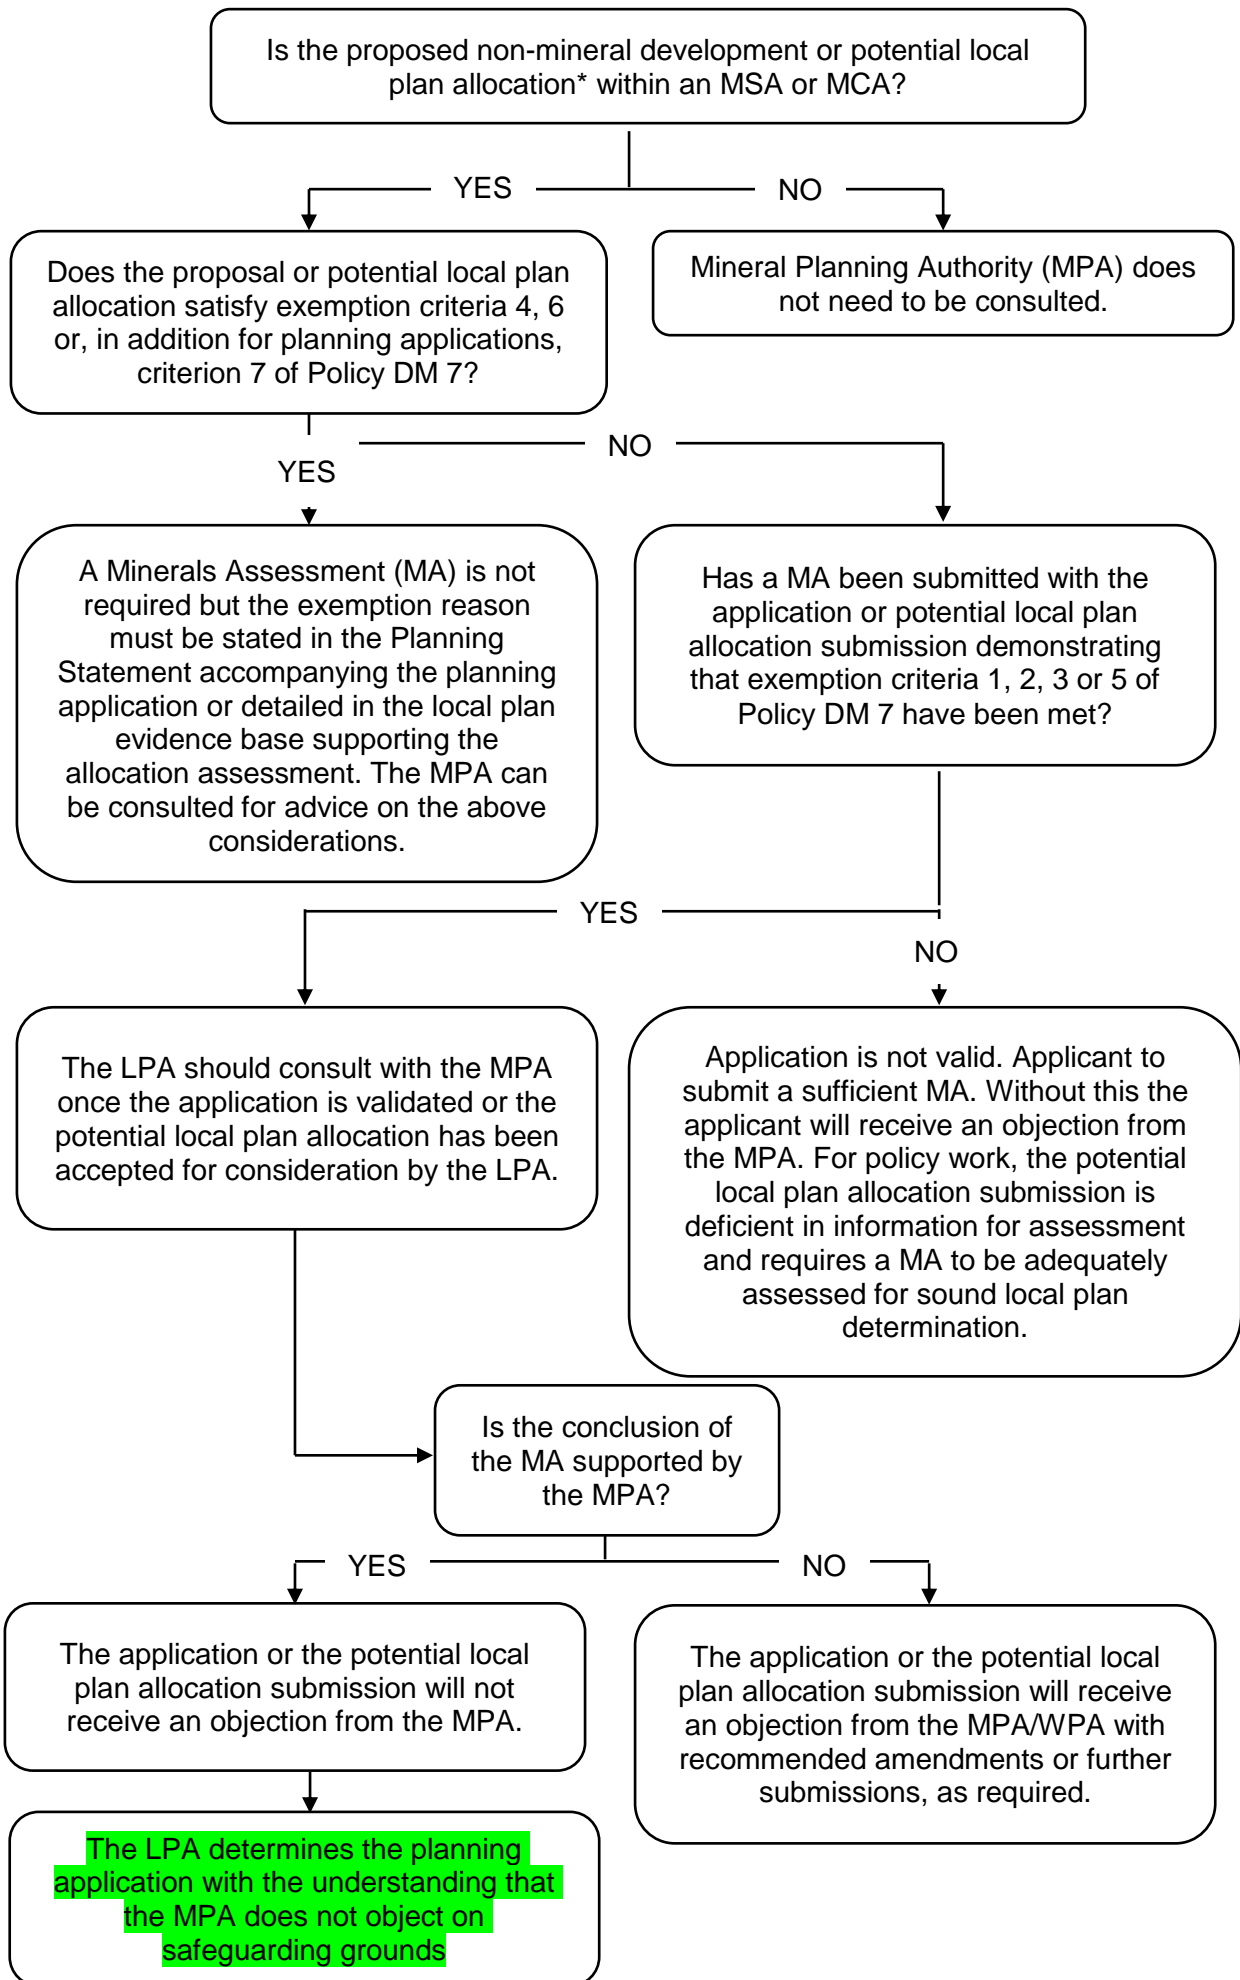 Is the proposed non-mineral development or potential local
plan allocation* within an MSA or MCA?
YES
NO
Does the proposal or potential local plan
allocation satisfy exemption criteria 4, 6
or, in addition for planning applications,
criterion 7 of Policy DM 7?
Mineral Planning Authority (MPA) does
not need to be consulted.
NO
YES
A Minerals Assessment (MA) is not
required but the exemption reason
must be stated in the Planning
Statement accompanying the planning
application or detailed in the local plan
evidence base supporting the
allocation assessment. The MPA can
be consulted for advice on the above
considerations.
Has a MA been submitted with the
application or potential local plan
allocation submission demonstrating
that exemption criteria 1, 2, 3 or 5 of
Policy DM 7 have been met?
YES
NO
The LPA should consult with the MPA
once the application is validated or the
potential local plan allocation has been
accepted for consideration by the LPA.
Application is not valid. Applicant to
submit a sufficient MA. Without this the
applicant will receive an objection from
the MPA. For policy work, the potential
local plan allocation submission is
deficient in information for assessment
and requires a MA to be adequately
assessed for sound local plan
determination.
Is the conclusion of
the MA supported by
the MPA?
YES
NO
The application or the potential local
plan allocation submission will not
receive an objection from the MPA.
The application or the potential local
plan allocation submission will receive
an objection from the MPA/WPA with
recommended amendments or further
submissions, as required.
The LPA determines the planning
application with the understanding that
the MPA does not object on
safeguarding grounds